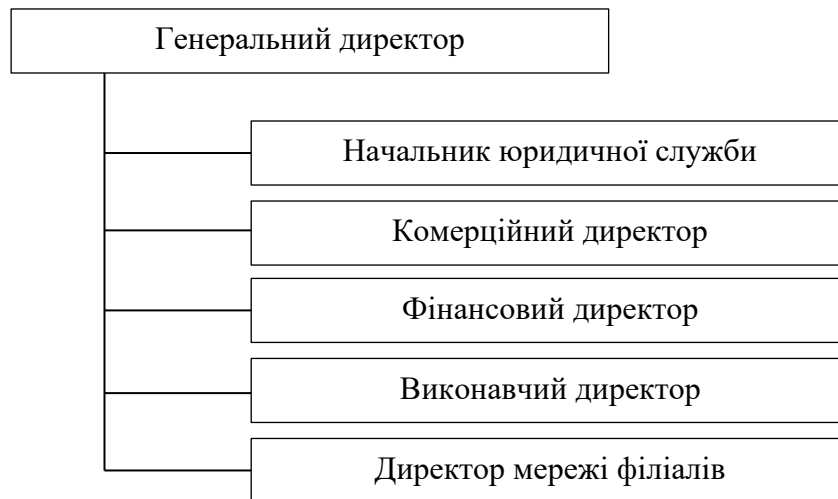 Генеральний директор
Начальник юридичної служби
Комерційний директор
Фінансовий директор
Виконавчий директор
Директор мережі філіалів